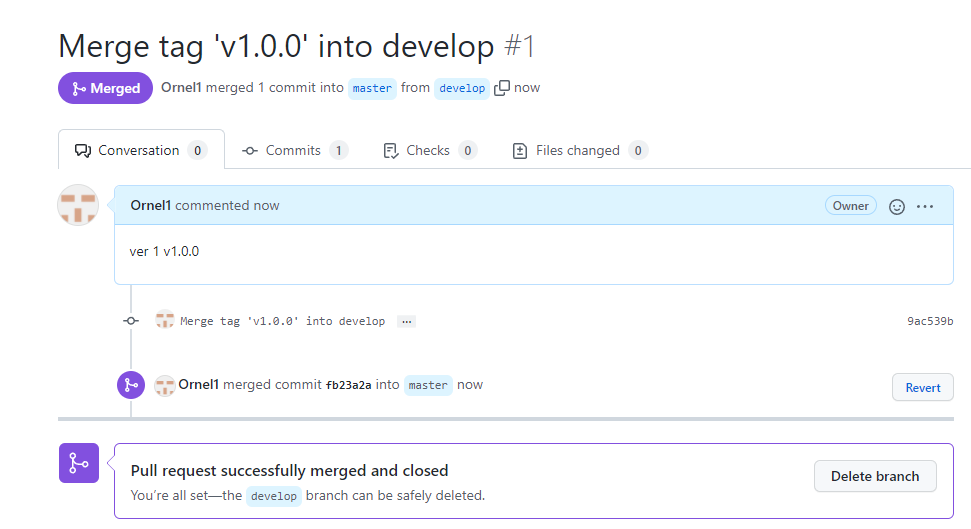 Merge tag 'v1.0.0' into develop #1
Merged Ornel1 merged 1 commit into master from develop now
Conversation 0 Commits 1 Checks 0 Files changed 0
Ornel1 commented now Owner
ver 1 v1.0.0
Merge tag 'v1.0.0' into develop ... 9ac539b
Ornel1 merged commit fb23a2a into master now Revert
Pull request successfully merged and closed
You're all set—the develop branch can be safely deleted.
Delete branch